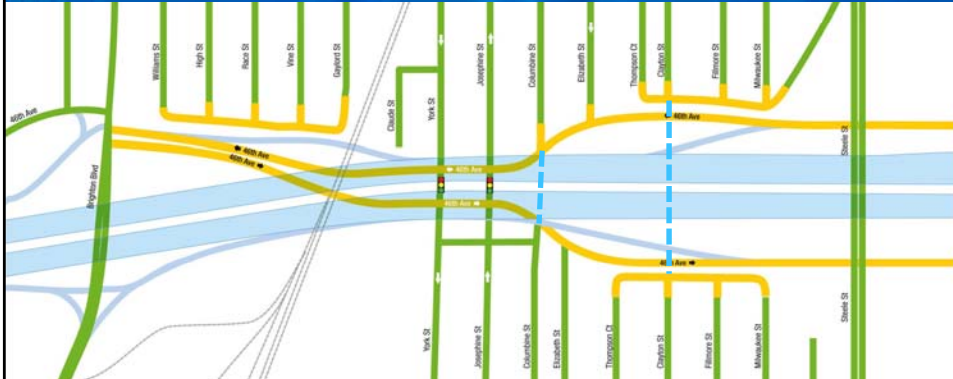 Williams St
High St
Race St
Vine St
Gaylord St
Claude St
York St
Josephine St
Columbine St
Elizabeth St
Thompson Ct
Clayton St
Fillmore St
Milwaukee St
46th Ave
46th Ave
46th Ave
46th Ave
46th Ave
Steele St
Brighton Blvd
46th Ave
46th Ave
York St
Josephine St
Columbine St
Elizabeth St
Thompson Ct
Clayton St
Fillmore St
Milwaukee St
Steele St